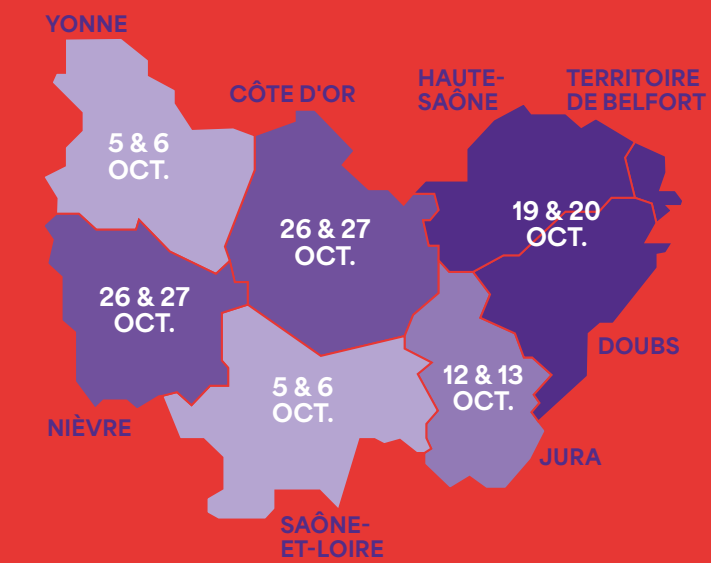 YONNE
CÔTE D'OR
HAUTE-
SAÔNE
TERRITOIRE
DE BELFORT
5 & 6
OCT.
26 & 27
OCT.
19 & 20
OCT.
26 & 27
OCT.
5 & 6
OCT.
12 & 13
OCT.
DOUBS
NIÈVRE
JURA
SAÔNE-
ET-LOIRE